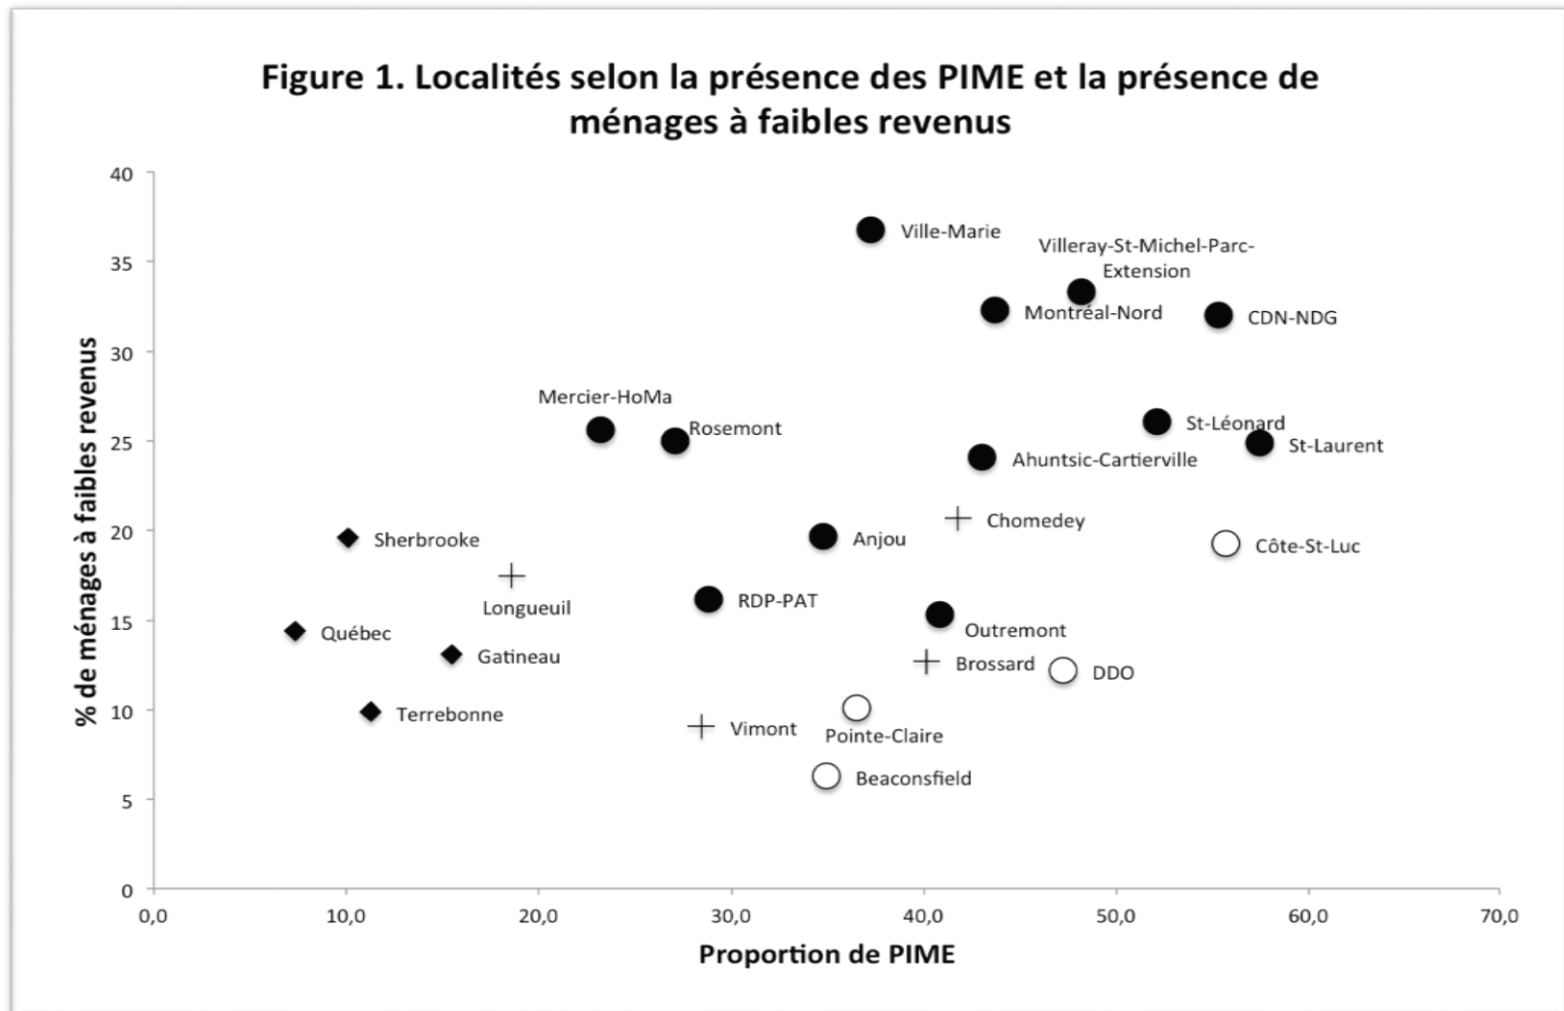 Figure 1. Localités selon la présence des PIME et la présence de
ménages à faibles revenus
% de ménages à faibles revenus
40
35
30
25
20
15
10
5
0
Ville-Marie
Villeray-St-Michel-Parc-
Extension
Montréal-Nord
CDN-NDG
Mercier-HoMa
Rosemont
St-Léonard
St-Laurent
Ahuntsic-Cartierville
Chomedey
Sherbrooke
Anjou
Côte-St-Luc
Longueuil
RDP-PAT
Québec
Outremont
Gatineau
Brossard
DDO
Terrebonne
Vimont
Pointe-Claire
Beaconsfield
0,0
10,0
20,0
30,0
40,0
50,0
60,0
70,0
Proportion de PIME